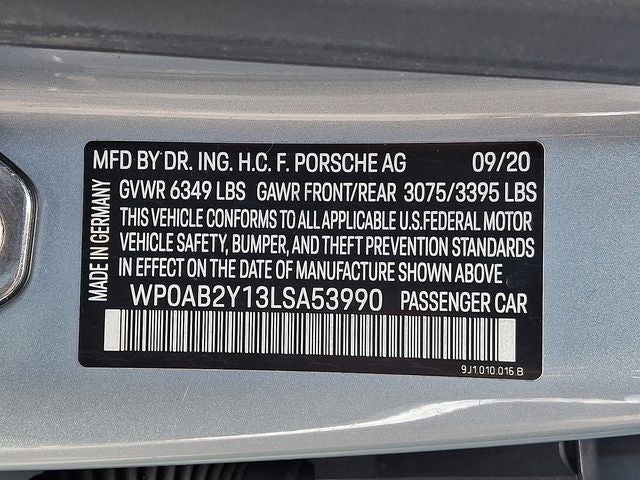 MFD BY DR. ING. H.C. F. PORSCHE AG 09/20
GVWR 6349 LBS GAWR FRONT/REAR 3075/3395 LBS
THIS VEHICLE CONFORMS TO ALL APPLICABLE U.S.FEDERAL MOTOR
VEHICLE SAFETY, BUMPER, AND THEFT PREVENTION STANDARDS
IN EFFECT ON THE DATE OF MANUFACTURE SHOWN ABOVE
WP0AB2Y13LSA53990 PASSENGER CAR
9J1.010.016.B
MADE IN GERMANY